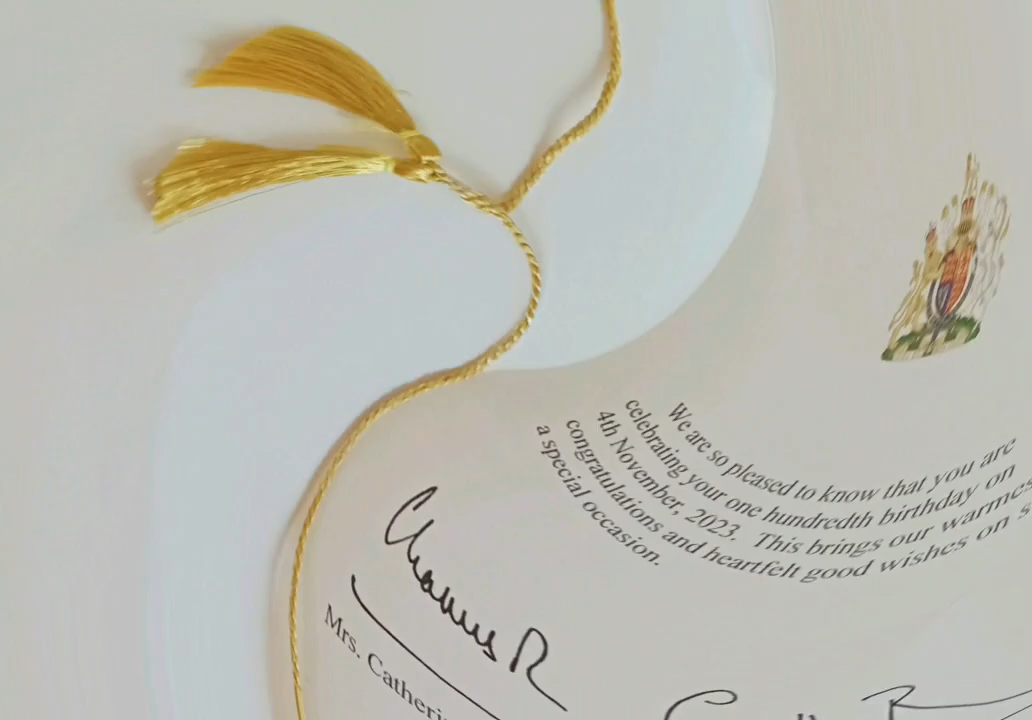 We are so pleased to know that you are
celebrating your one hundredth birthday on
4th November, 2023. This brings our warmest
congratulations and heartfelt good wishes on s
a special occasion.
Charles R
Mrs. Catheri